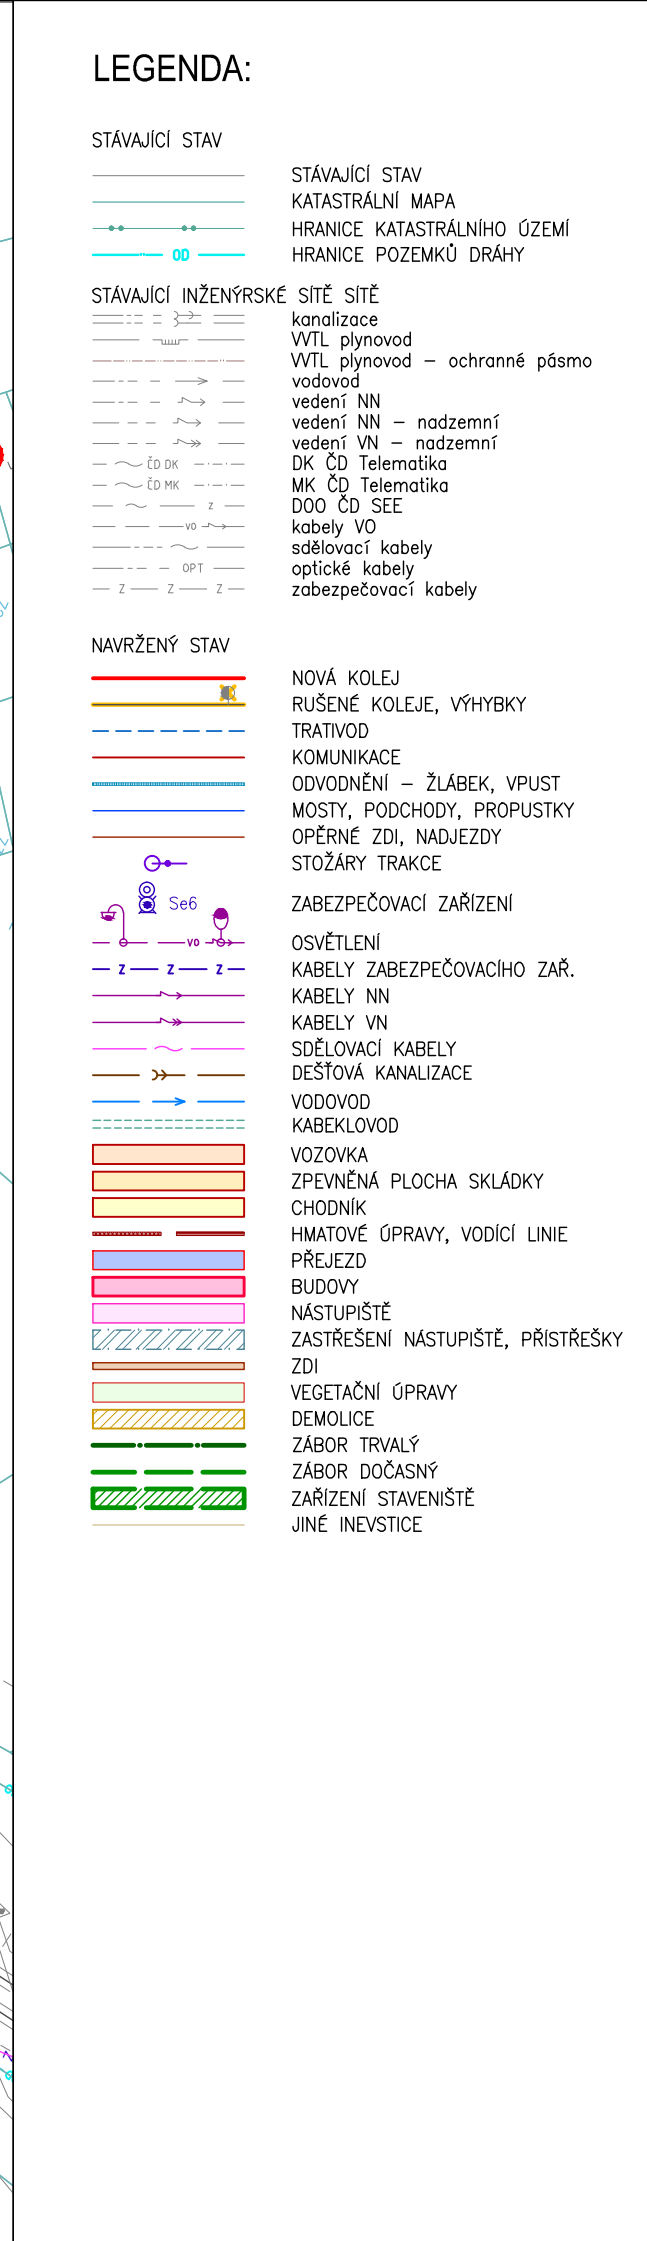 LEGENDA:
STÁVAJÍCÍ STAV
STÁVAJÍCÍ STAV
KATASTRÁLNÍ MAPA
HRANICE KATASTRÁLNÍHO ÚZEMÍ
OD HRANICE POZEMKŮ DRÁHY
STÁVAJÍCÍ INŽENÝRSKÉ SÍTĚ SÍTĚ
kanalizace
VVTL plynovod
VVTL plynovod – ochranné pásmo
vodovod
vedení NN
vedení NN – nadzemní
vedení VN – nadzemní
ČD DK DK ČD Telematika
ČD MK MK ČD Telematika
Z DOO ČD SEE
VO kabely VO
sdělovací kabely
OPT optické kabely
Z Z Z zabezpečovací kabely
NAVRŽENÝ STAV
NOVÁ KOLEJ
RUŠENÉ KOLEJE, VÝHYBKY
TRATIVOD
KOMUNIKACE
ODVODNĚNÍ – ŽLÁBEK, VPUST
MOSTY, PODCHODY, PROPUSTKY
OPĚRNÉ ZDI, NADJEZDY
STOŽÁRY TRAKCE
Se6 ZABEZPEČOVACÍ ZAŘÍZENÍ
VO OSVĚTLENÍ
Z Z Z KABELY ZABEZPEČOVACÍHO ZAŘ.
KABELY NN
KABELY VN
SDĚLOVACÍ KABELY
DEŠŤOVÁ KANALIZACE
VODOVOD
KABEKLOVOD
VOZOVKA
ZPEVNĚNÁ PLOCHA SKLÁDKY
CHODNÍK
HMATOVÉ ÚPRAVY, VODÍCÍ LINIE
PŘEJEZD
BUDOVY
NÁSTUPIŠTĚ
ZASTŘEŠENÍ NÁSTUPIŠTĚ, PŘÍSTŘEŠKY
ZDI
VEGETAČNÍ ÚPRAVY
DEMOLICE
ZÁBOR TRVALÝ
ZÁBOR DOČASNÝ
ZAŘÍZENÍ STAVENIŠTĚ
JINÉ INEVSTICE